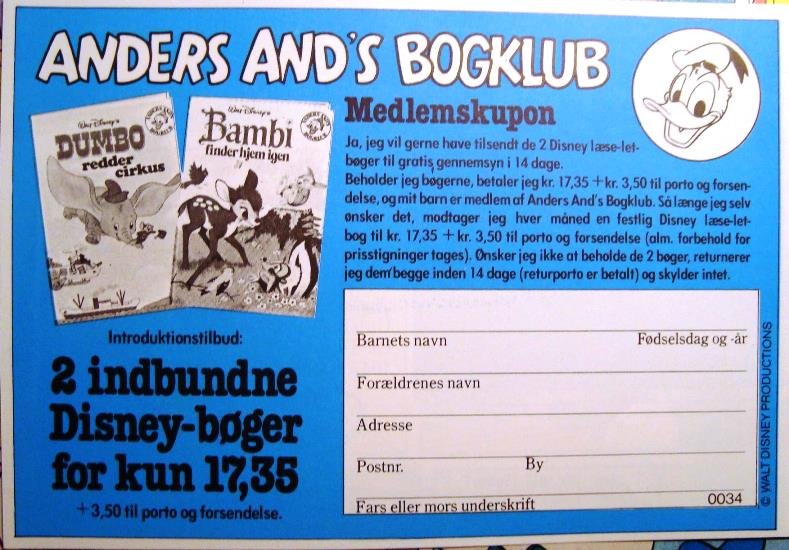 ANDERS AND'S BOGKLUB
Walt Disney's
DUMBO
redder
cirkus
Walt Disney's
Bambi
finder hjem igen
Medlemskupon
Ja, jeg vil gerne have tilsendt de 2 Disney læse-let-
bøger til gratis gennemsyn i 14 dage.
Beholder jeg bøgerne, betaler jeg kr. 17,35 + kr. 3,50 til porto og forsen-
delse, og mit barn er medlem af Anders And's Bogklub. Så længe jeg selv
ønsker det, modtager jeg hver måned en festlig Disney læse-let-
bog til kr. 17,35 + kr. 3,50 til porto og forsendelse (alm. forbehold for
prisstigninger tages). Ønsker jeg ikke at beholde de 2 bøger, returnerer
jeg dem begge inden 14 dage (returporto er betalt) og skylder intet.
Introduktionstilbud:
2 indbundne
Disney-bøger
for kun 17,35
+3,50 til porto og forsendelse.
Barnets navn Fødselsdag og -år
Forældrenes navn
Adresse
Postnr. By
Fars eller mors underskrift 0034
© WALT DISNEY PRODUCTIONS